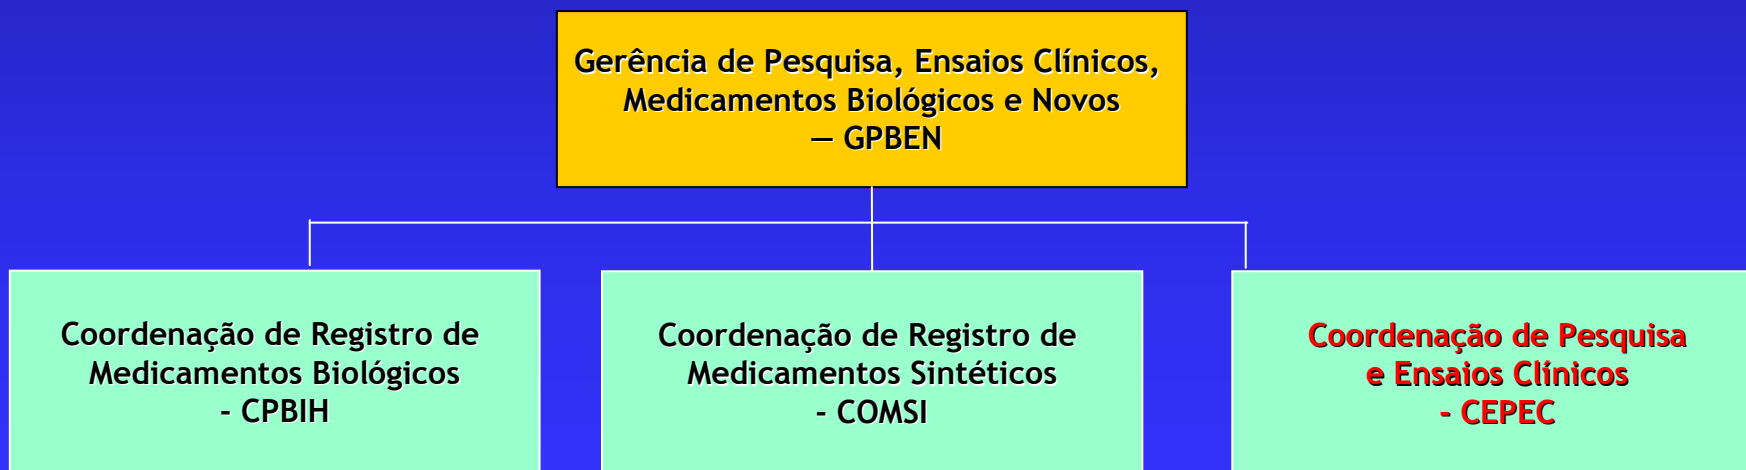 Gerência de Pesquisa, Ensaios Clínicos,
Medicamentos Biológicos e Novos
— GPBEN
Coordenação de Registro de
Medicamentos Biológicos
- CPBIH
Coordenação de Registro de
Medicamentos Sintéticos
- COMSI
Coordenação de Pesquisa
e Ensaios Clínicos
- CEPEC